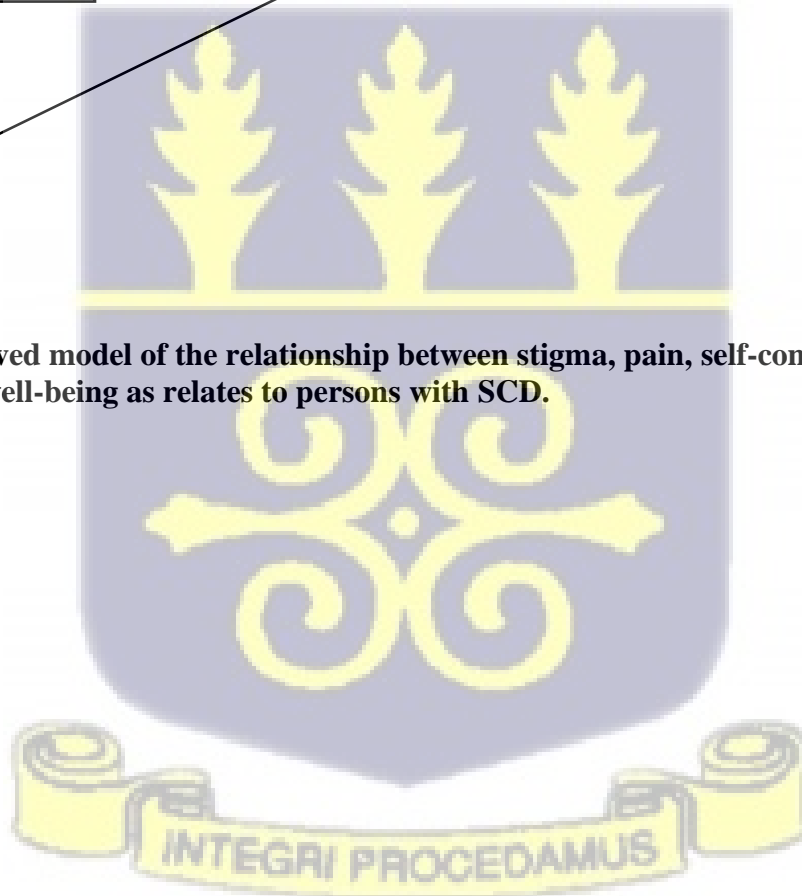 ved model of the relationship between stigma, pain, self-con
vell-being as relates to persons with SCD.
INTEGRI PROCEDAMUS